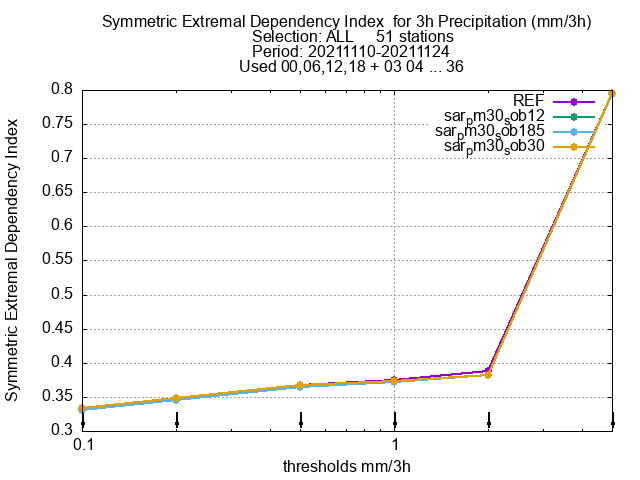 Symmetric Extremal Dependency Index  for 3h Precipitation (mm/3h)
Selection: ALL     51 stations
Period: 20211110-20211124
Used 00,06,12,18 + 03 04 ... 36
REF
sarpm30sob12
sarpm30sob185
sarpm30sob30
0.8
0.75
0.7
0.65
0.6
0.55
0.5
0.45
0.4
0.35
0.3
Symmetric Extremal Dependency Index
0.1
1
thresholds mm/3h